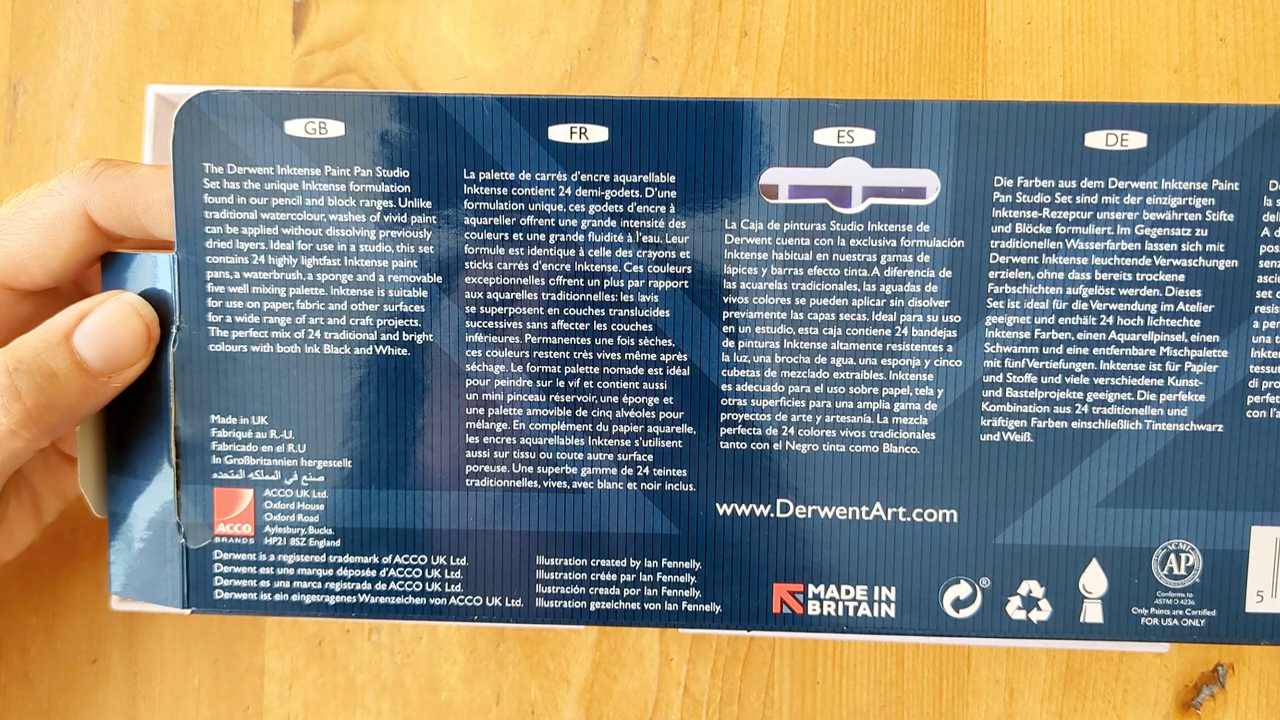 GB
The Derwent Inktense Paint Pan Studio
Set has the unique Inktense formulation
found in our pencil and block ranges. Unlike
traditional watercolour, washes of vivid paint
can be applied without dissolving previously
dried layers. Ideal for use in a studio, this set
contains 24 highly lightfast Inktense paint
pans, a waterbrush, a sponge and a removable
five well mixing palette. Inktense is suitable
for use on paper, fabric and other surfaces
for a wide range of art and craft projects.
The perfect mix of 24 traditional and bright
colours with both Ink Black and White.
Made in UK
Fabriqué au R.-U.
Fabricado en el R.U
In Großbritannien hergestellt
صنع في المملكه المتحده
ACCO
BRANDS
ACCO UK Ltd.
Oxford House
Oxford Road
Aylesbury, Bucks.
HP21 8SZ England
Derwent is a registered trademark of ACCO UK Ltd.
Derwent est une marque déposée d'ACCO UK Ltd.
Derwent es una marca registrada de ACCO UK Ltd.
Derwent ist ein eingetragenes Warenzeichen von ACCO UK Ltd.
FR
La palette de carrés d'encre aquarellable
Inktense contient 24 demi-godets. D'une
formulation unique, ces godets d'encre à
aquareller offrent une grande intensité des
couleurs et une grande fluidité à l'eau. Leur
formule est identique à celle des crayons et
sticks carrés d'encre Inktense. Ces couleurs
exceptionnelles offrent un plus par rapport
aux aquarelles traditionnelles: les lavis
se superposent en couches translucides
successives sans affecter les couches
inférieures. Permanentes une fois sèches,
ces couleurs restent très vives même après
séchage. Le format palette nomade est idéal
pour peindre sur le vif et contient aussi
un mini pinceau réservoir, une éponge et
une palette amovible de cinq alvéoles pour
mélange. En complément du papier aquarelle,
les encres aquarellables Inktense s'utilisent
aussi sur tissu ou toute autre surface
poreuse. Une superbe gamme de 24 teintes
traditionnelles, vives, avec blanc et noir inclus.
Illustration created by Ian Fennelly.
Illustration créée par Ian Fennelly.
Ilustración creada por Ian Fennelly.
Illustration gezeichnet von Ian Fennelly.
ES
La Caja de pinturas Studio Inktense de
Derwent cuenta con la exclusiva formulación
Inktense habitual en nuestras gamas de
lápices y barras efecto tinta. A diferencia de
las acuarelas tradicionales, las aguadas de
vivos colores se pueden aplicar sin disolver
previamente las capas secas. Ideal para su uso
en un estudio, esta caja contiene 24 bandejas
de pinturas Inktense altamente resistentes a
la luz, una brocha de agua, una esponja y cinco
cubetas de mezclado extraíbles. Inktense
es adecuado para el uso sobre papel, tela y
otras superficies para una amplia gama de
proyectos de arte y artesanía. La mezcla
perfecta de 24 colores vivos tradicionales
tanto con el Negro tinta como Blanco.
www.DerwentArt.com
MADE IN
BRITAIN
DE
Die Farben aus dem Derwent Inktense Paint
Pan Studio Set sind mit der einzigartigen
Inktense-Rezeptur unserer bewährten Stifte
und Blöcke formuliert. Im Gegensatz zu
traditionellen Wasserfarben lassen sich mit
Derwent Inktense leuchtende Verwaschungen
erzielen, ohne dass bereits trockene
Farbschichten aufgelöst werden. Dieses
Set ist ideal für die Verwendung im Atelier
geeignet und enthält 24 hoch lichtechte
Inktense Farben, einen Aquarellpinsel, einen
Schwamm und eine entfernbare Mischpalette
mit fünf Vertiefungen. Inktense ist für Papier
und Stoffe und viele verschiedene Kunst-
und Bastelprojekte geeignet. Die perfekte
Kombination aus 24 traditionellen und
kräftigen Farben einschließlich Tintenschwarz
und Weiß.
®
ACMI
AP
Conforms to
ASTM D 4236
Only Paints are Certified
FOR USA ONLY
5